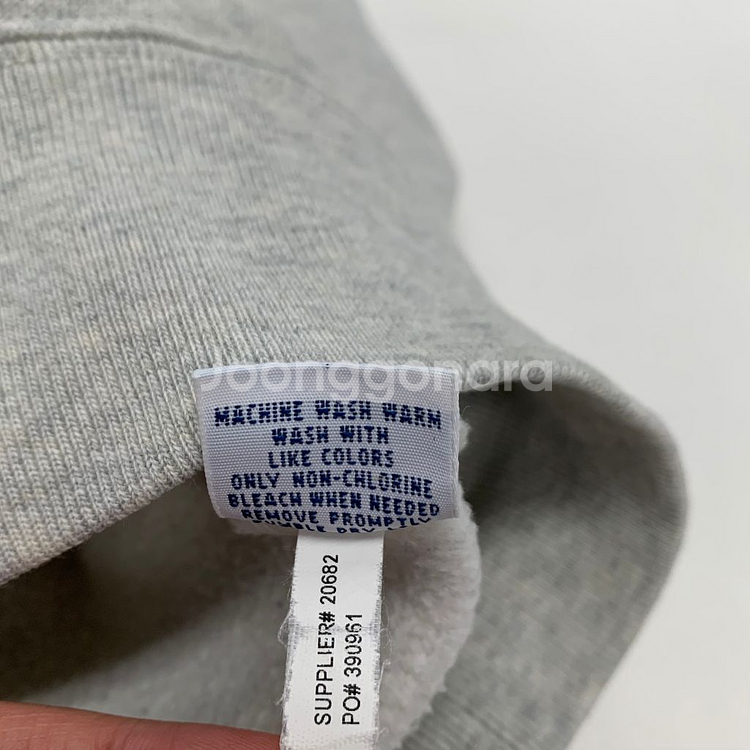 Joonggonara
MACHINE WASH WARM
WASH WITH
LIKE COLORS
ONLY NON-CHLORINE
BLEACH WHEN NEEDED
REMOVE PROMPTLY
SUPPLIER# 20682
PO# 390961